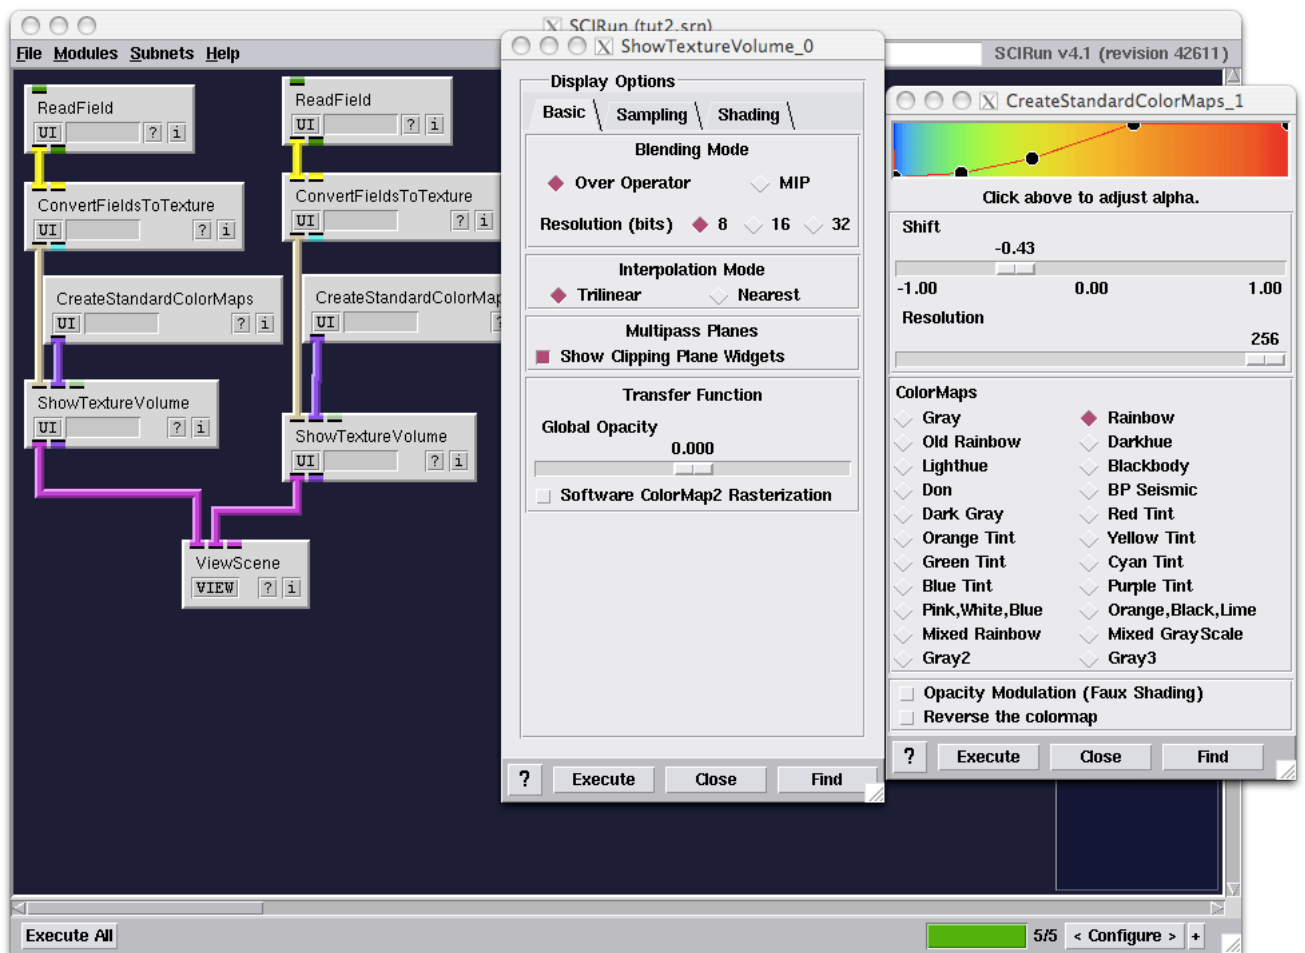 SCIRun (tut2.srn)
File Modules Subnets Help
SCIRun v4.1 (revision 42611)
ReadField
UI ? i
ConvertFieldsToTexture
UI ? i
CreateStandardColorMaps
UI ? i
ShowTextureVolume
UI ? i
ReadField
UI ? i
ConvertFieldsToTexture
UI ? i
CreateStandardColorMap
UI ?
ShowTextureVolume
UI ? i
ViewScene
VIEW ? i
ShowTextureVolume_0
Display Options
Basic Sampling Shading
Blending Mode
Over Operator MIP
Resolution (bits) 8 16 32
Interpolation Mode
Trilinear Nearest
Multipass Planes
Show Clipping Plane Widgets
Transfer Function
Global Opacity
0.000
Software ColorMap2 Rasterization
? Execute Close Find
CreateStandardColorMaps_1
Click above to adjust alpha.
Shift
-0.43
-1.00 0.00 1.00
Resolution
256
ColorMaps
Gray Rainbow
Old Rainbow Darkhue
Lighthue Blackbody
Don BP Seismic
Dark Gray Red Tint
Orange Tint Yellow Tint
Green Tint Cyan Tint
Blue Tint Purple Tint
Pink,White,Blue Orange,Black,Lime
Mixed Rainbow Mixed GrayScale
Gray2 Gray3
Opacity Modulation (Faux Shading)
Reverse the colormap
? Execute Close Find
Execute All 5/5 < Configure > +